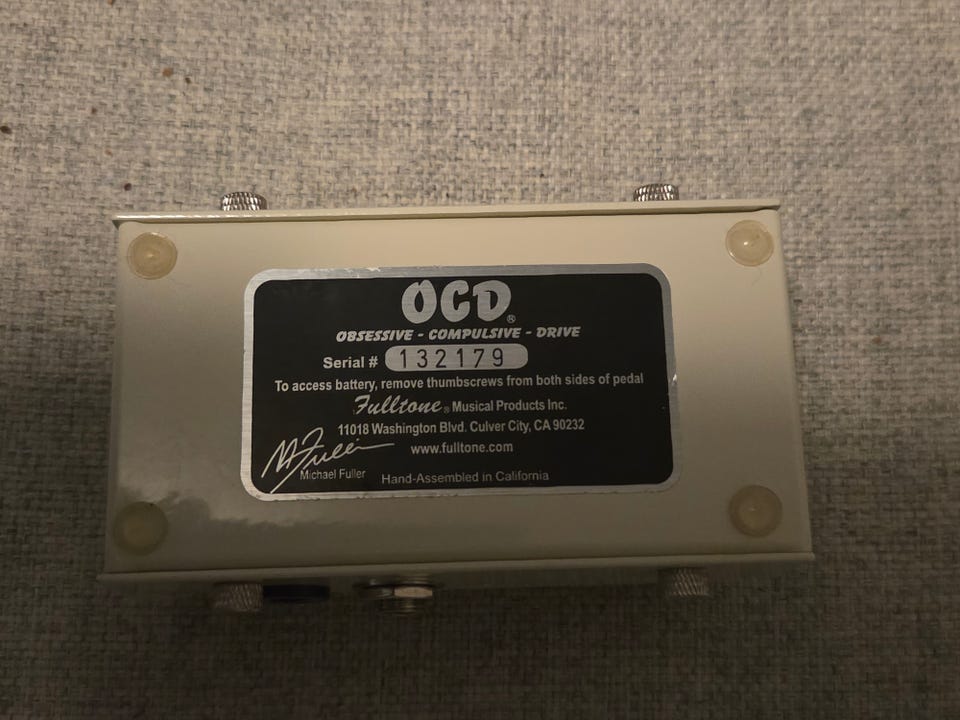 OCD®
OBSESSIVE - COMPULSIVE - DRIVE
Serial # 132179
To access battery, remove thumbscrews from both sides of pedal
Fulltone® Musical Products Inc.
11018 Washington Blvd. Culver City, CA 90232
www.fulltone.com
M Fuller
Michael Fuller Hand-Assembled in California